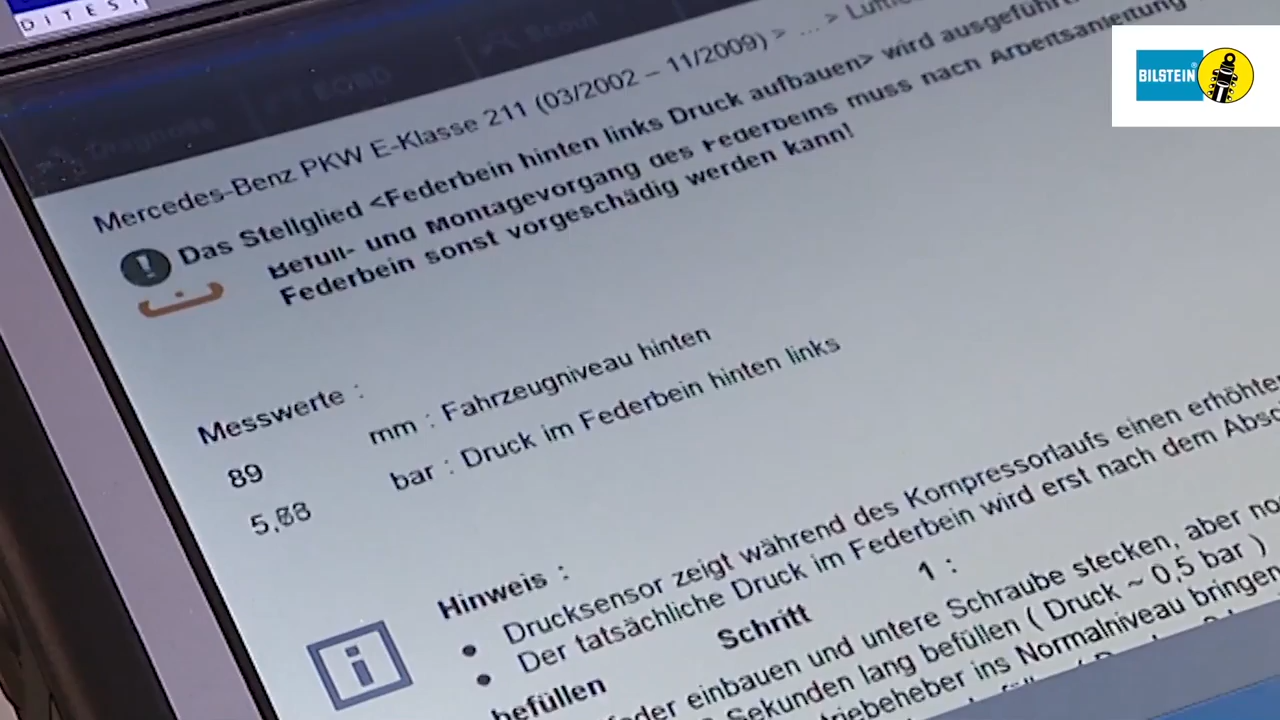 DITEST
Scout
FORD
Diagnose
BILSTEIN
Mercedes-Benz PKW E-Klasse 211 (03/2002 – 11/2009) > ... >
Das Stellglied <Federbein hinten links Druck aufbauen> wird ausgeführt
Befüll- und Montagevorgang des Federbeins muss nach Arbeitsanleitung
Federbein sonst vorgeschädig werden kann!
Messwerte :
89 mm : Fahrzeugniveau hinten
bar : Druck im Federbein hinten links
Hinweis :
Drucksensor zeigt während des Kompressorlaufs einen erhöhten
Der tatsächliche Druck im Federbein wird erst nach dem
Schritt 1 :
befüllen
einbauen und untere Schraube stecken, aber
Sekunden lang befüllen ( Druck ~ 0,5 bar )
ins Normalniveau bringen